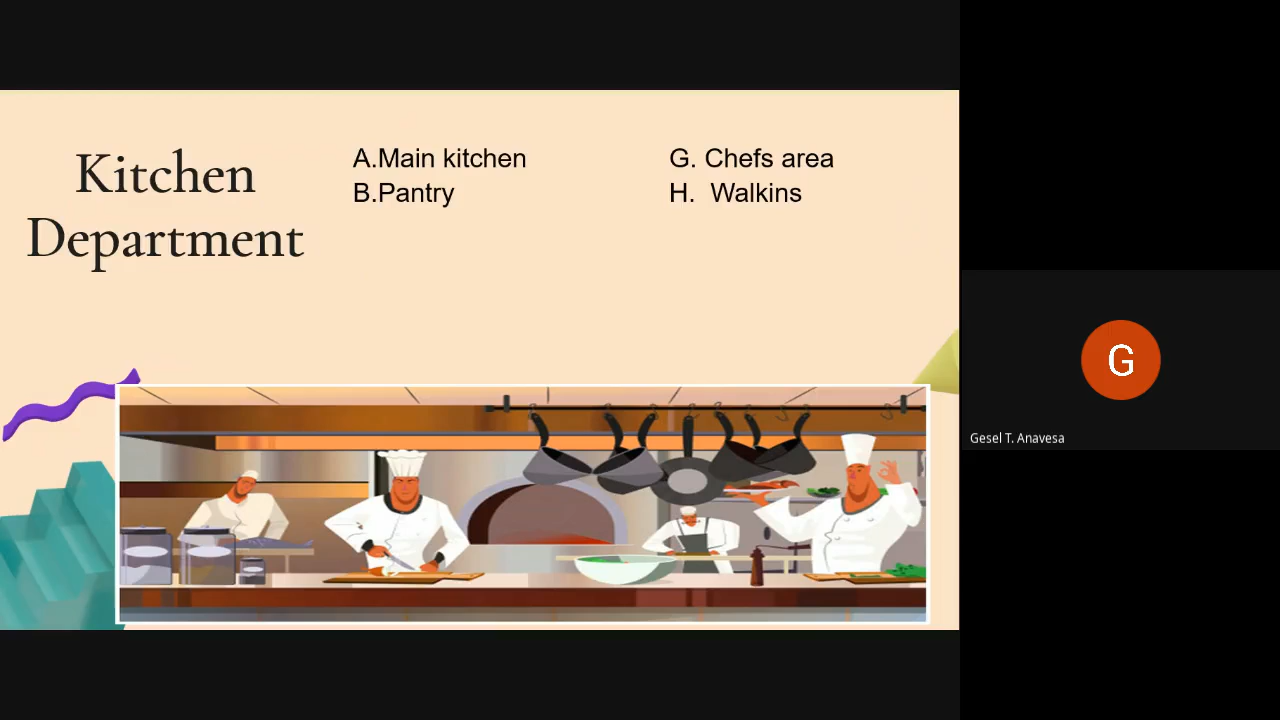 Kitchen
Department
A.Main kitchen
B.Pantry
G. Chefs area
H.  Walkins
G
Gesel T. Anavesa